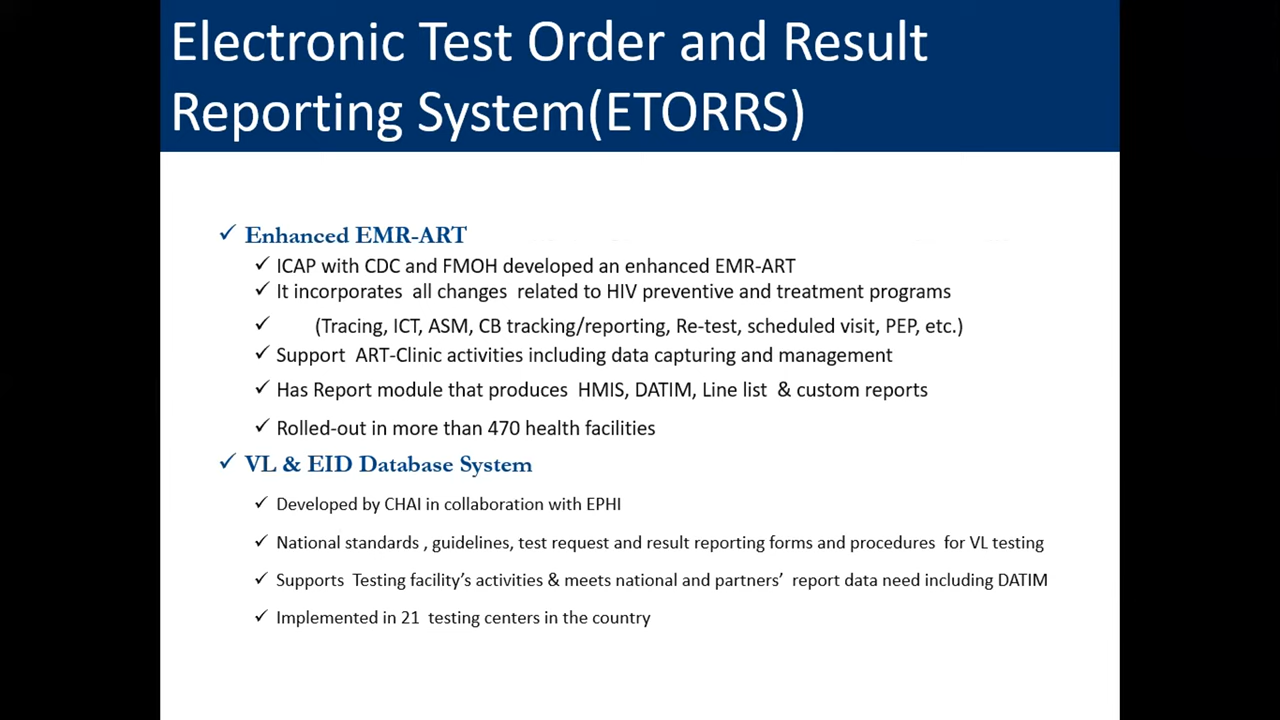 Electronic Test Order and Result
Reporting System(ETORRS)
✓ Enhanced EMR-ART
✓ ICAP with CDC and FMOH developed an enhanced EMR-ART
✓ It incorporates all changes related to HIV preventive and treatment programs
✓ (Tracing, ICT, ASM, CB tracking/reporting, Re-test, scheduled visit, PEP, etc.)
✓ Support ART-Clinic activities including data capturing and management
✓ Has Report module that produces HMIS, DATIM, Line list & custom reports
✓ Rolled-out in more than 470 health facilities
✓ VL & EID Database System
✓ Developed by CHAI in collaboration with EPHI
✓ National standards , guidelines, test request and result reporting forms and procedures for VL testing
✓ Supports Testing facility’s activities & meets national and partners’ report data need including DATIM
✓ Implemented in 21 testing centers in the country